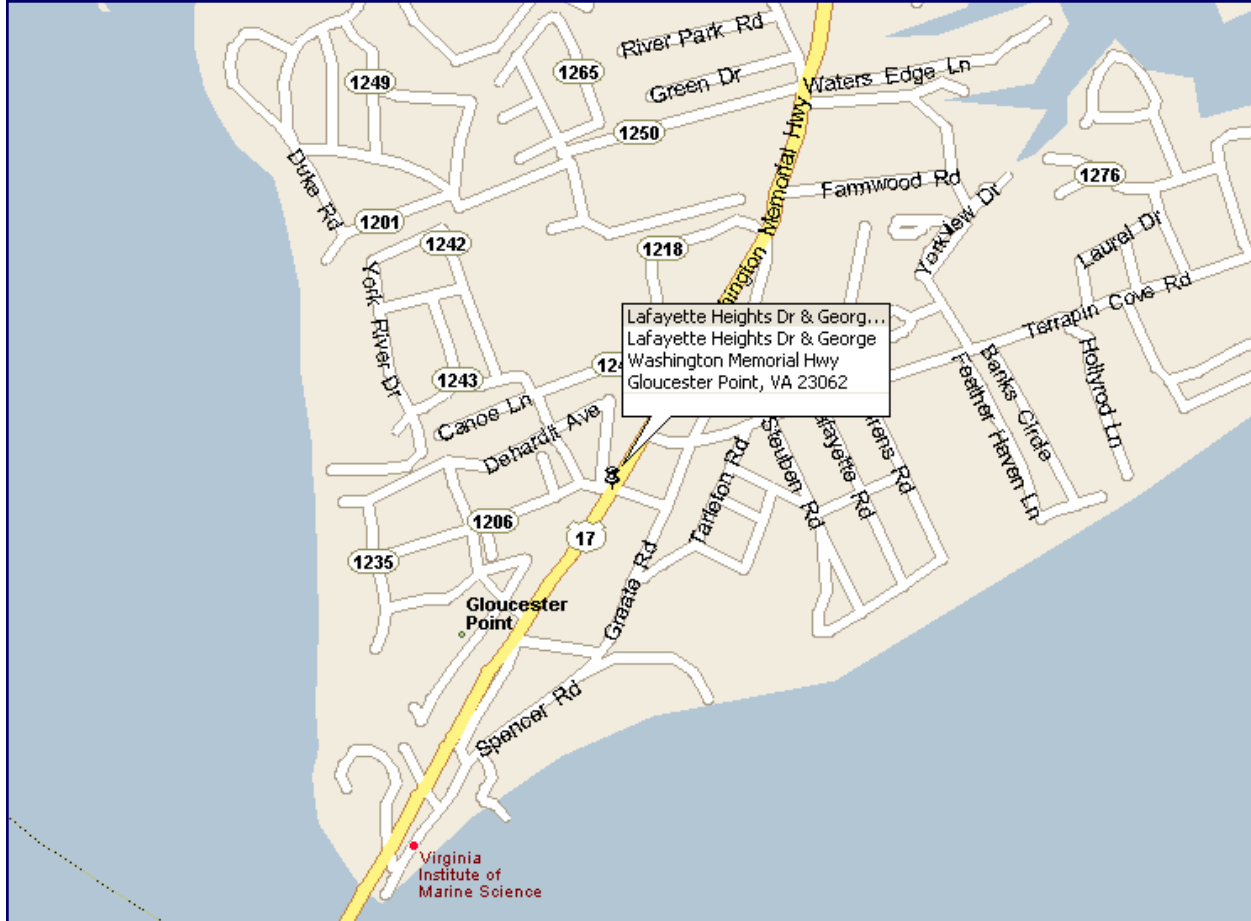 River Park Rd
1265
1249
Green Dr
Waters Edge Ln
1250
Duke Rd
Farmwood Rd
1276
1201
1242
1218
Memorial Hwy
Yorkview Dr
Laurel Dr
York River Dr
Terrapin Cove Rd
Lafayette Heights Dr & Georg...
Lafayette Heights Dr & George
Washington Memorial Hwy
Gloucester Point, VA 23062
1243
Canoe Ln
Dehardit Ave
Feather Haven Ln
Banks Circle
Hollyrod Ln
Steuben Rd
Tarleton Rd
1206
17
1235
Greate Rd
Gloucester
Point
Spencer Rd
Virginia
Institute of
Marine Science